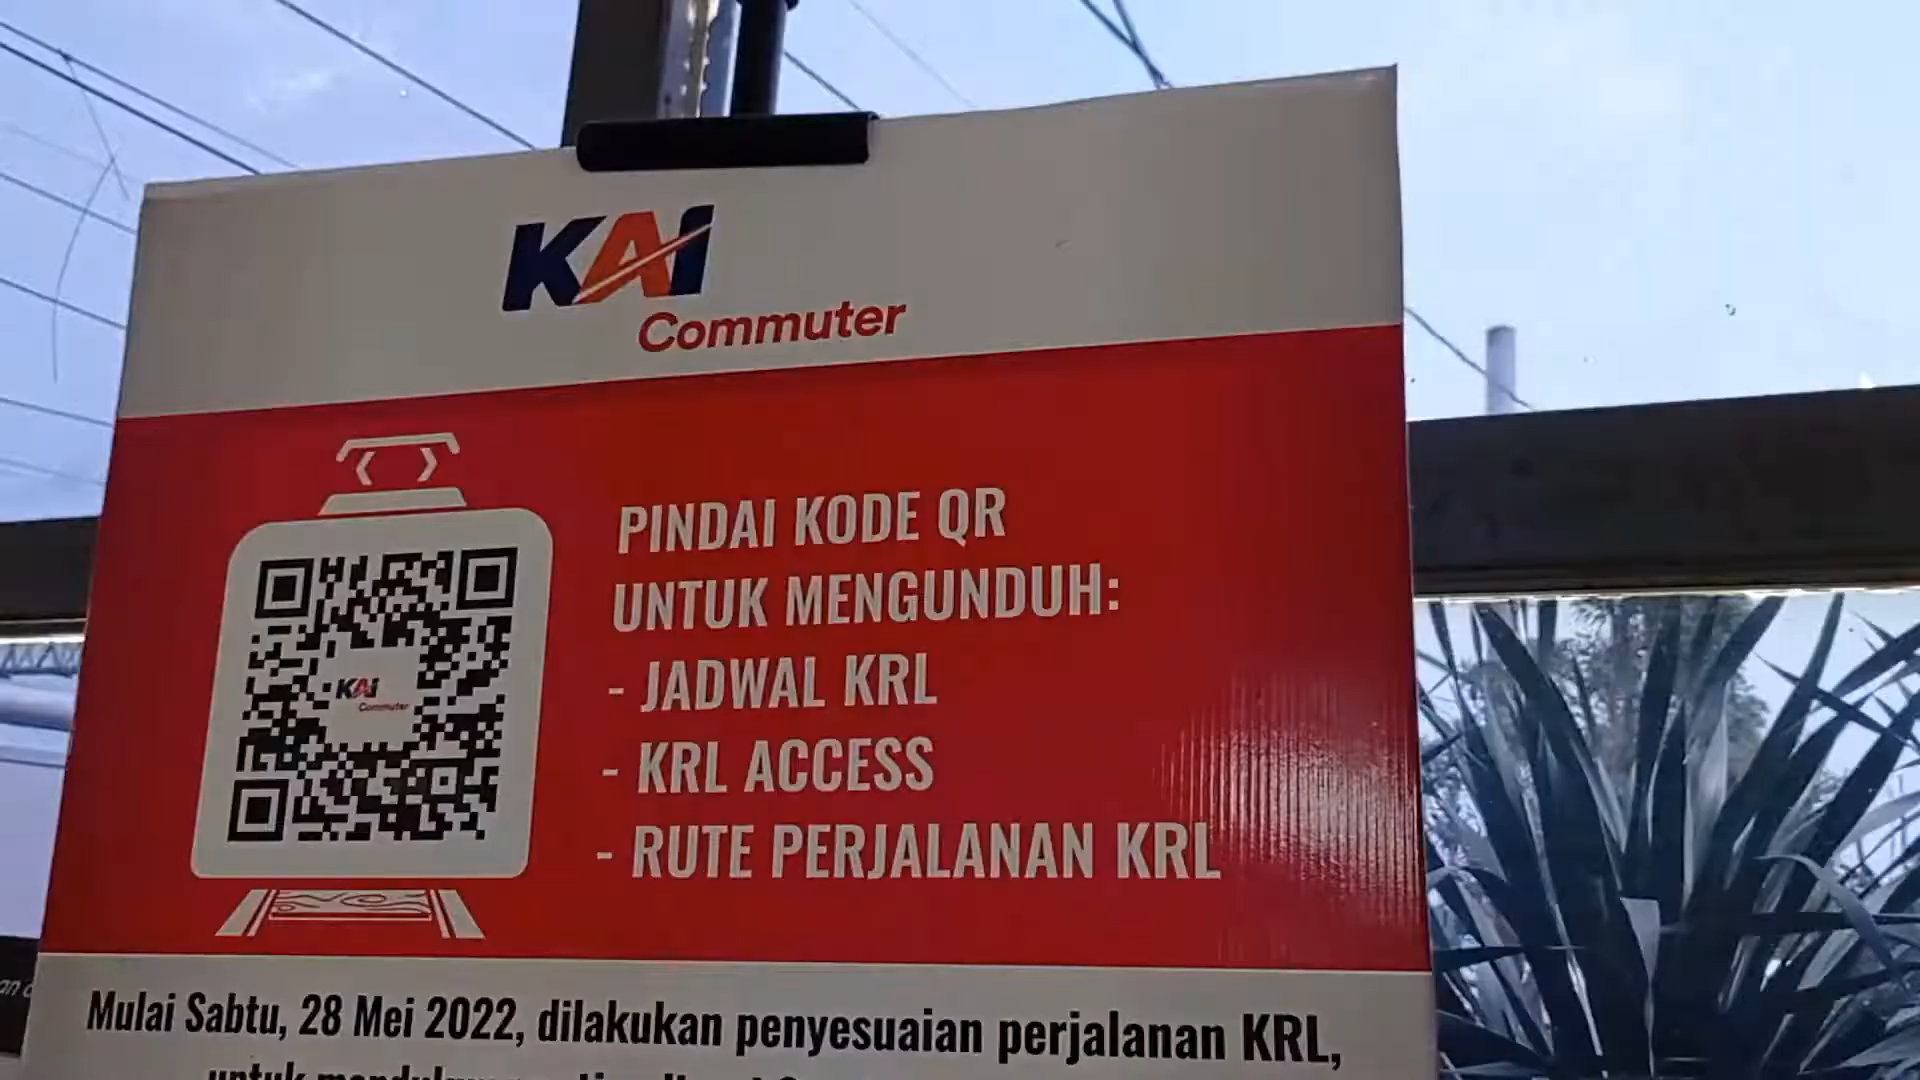 KAI
Commuter
PINDAI KODE QR
UNTUK MENGUNDUH:
- JADWAL KRL
- KRL ACCESS
- RUTE PERJALANAN KRL
KAI
Commuter
Mulai Sabtu, 28 Mei 2022, dilakukan penyesuaian perjalanan KRL,
untuk